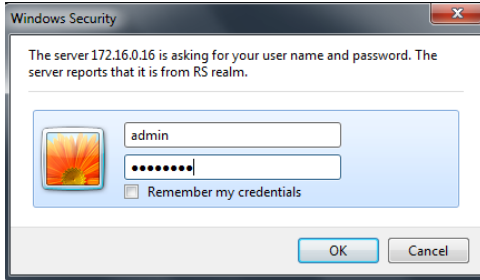 Windows Security
x
The server 172.16.0.16 is asking for your user name and password. The
server reports that it is from RS realm.
admin
●●●●●●●●
Remember my credentials
OK
Cancel